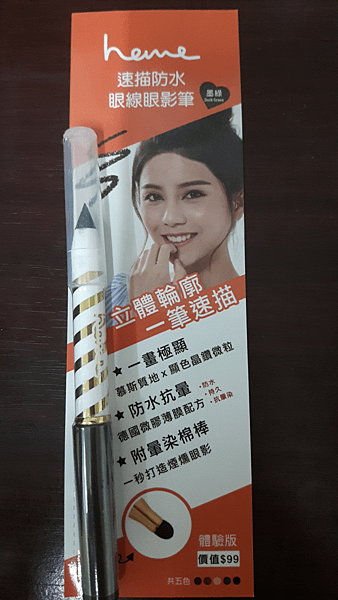 heme
速描防水
眼線眼影筆
墨綠
Dark Green
立體輪廓
一筆速描
★一畫極顯
慕斯質地x顯色晶體微粒
★防水抗暈
•防水
•持久
•抗暈染
德國微膠薄膜配方
★附暈染棉棒
一秒打造煙燻眼影
體驗版
價值$99
共五色